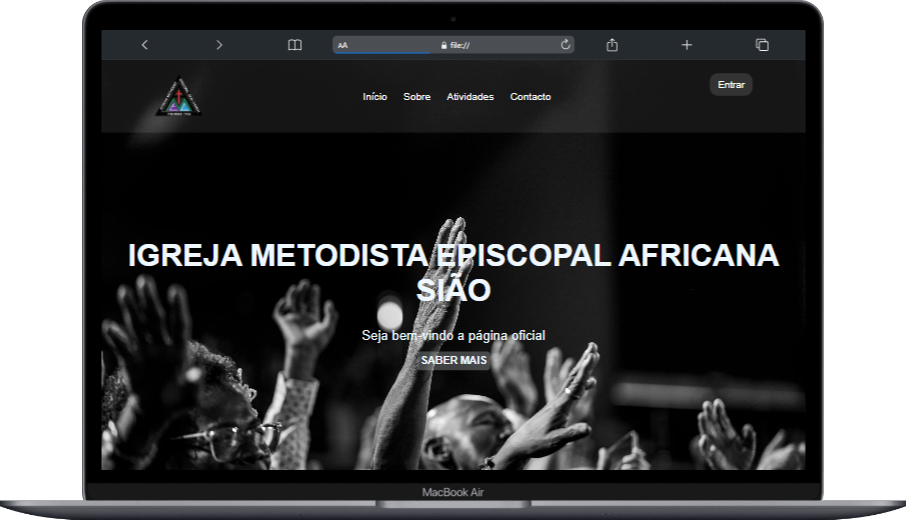 AA file://
Início Sobre Atividades Contacto Entrar
IGREJA METODISTA EPISCOPAL AFRICANA
SIÃO
Seja bem-vindo a página oficial
SABER MAIS
MacBook Air